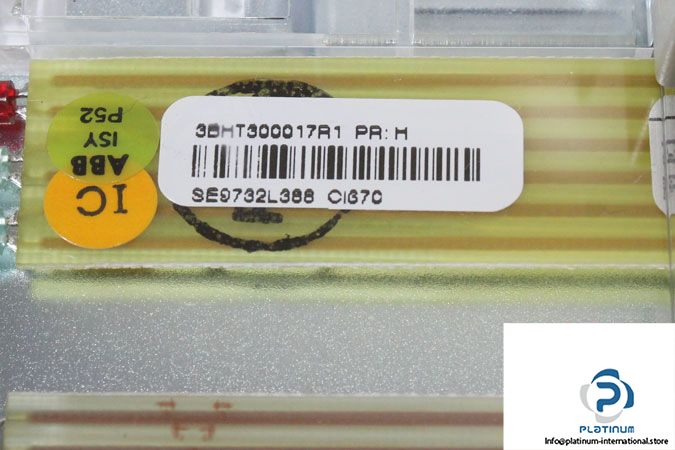 3BHT300017R1 PR: H
SE9732L388 CI670
P52
ISY
ABB
IC
PLATINUM
Info@platinum-international.store